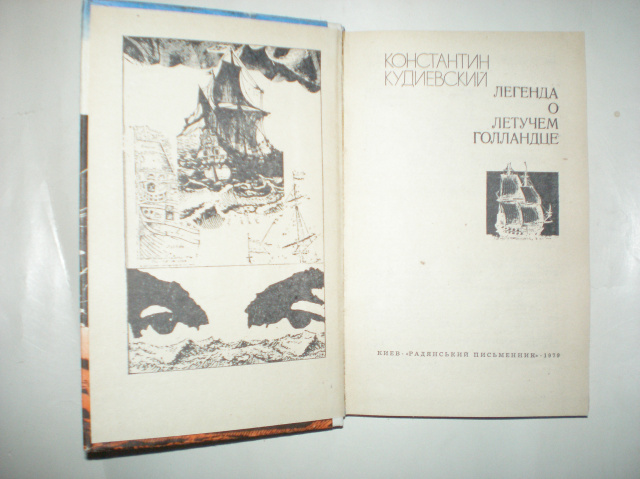 КОНСТАНТИН
КУДИЕВСКИЙ
ЛЕГЕНДА
О
ЛЕТУЧЕМ
ГОЛЛАНДЦЕ
КИЕВ-«РАДЯНСЬКИЙ ПИСЬМЕННИК»-1979